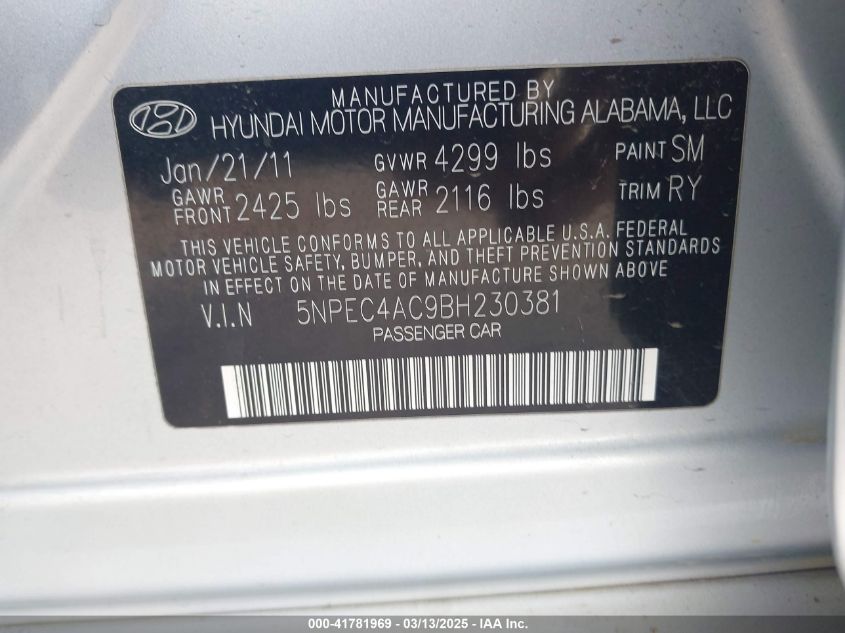 MANUFACTURED BY
HYUNDAI MOTOR MANUFACTURING ALABAMA, LLC
Jan/21/11 GVWR 4299 lbs PAINT SM
GAWR FRONT 2425 lbs GAWR REAR 2116 lbs TRIM RY
THIS VEHICLE CONFORMS TO ALL APPLICABLE U.S.A. FEDERAL
MOTOR VEHICLE SAFETY, BUMPER, AND THEFT PREVENTION STANDARDS
IN EFFECT ON THE DATE OF MANUFACTURE SHOWN ABOVE
V.I.N 5NPEC4AC9BH230381
PASSENGER CAR
000-41781969 - 03/13/2025 - IAA Inc.